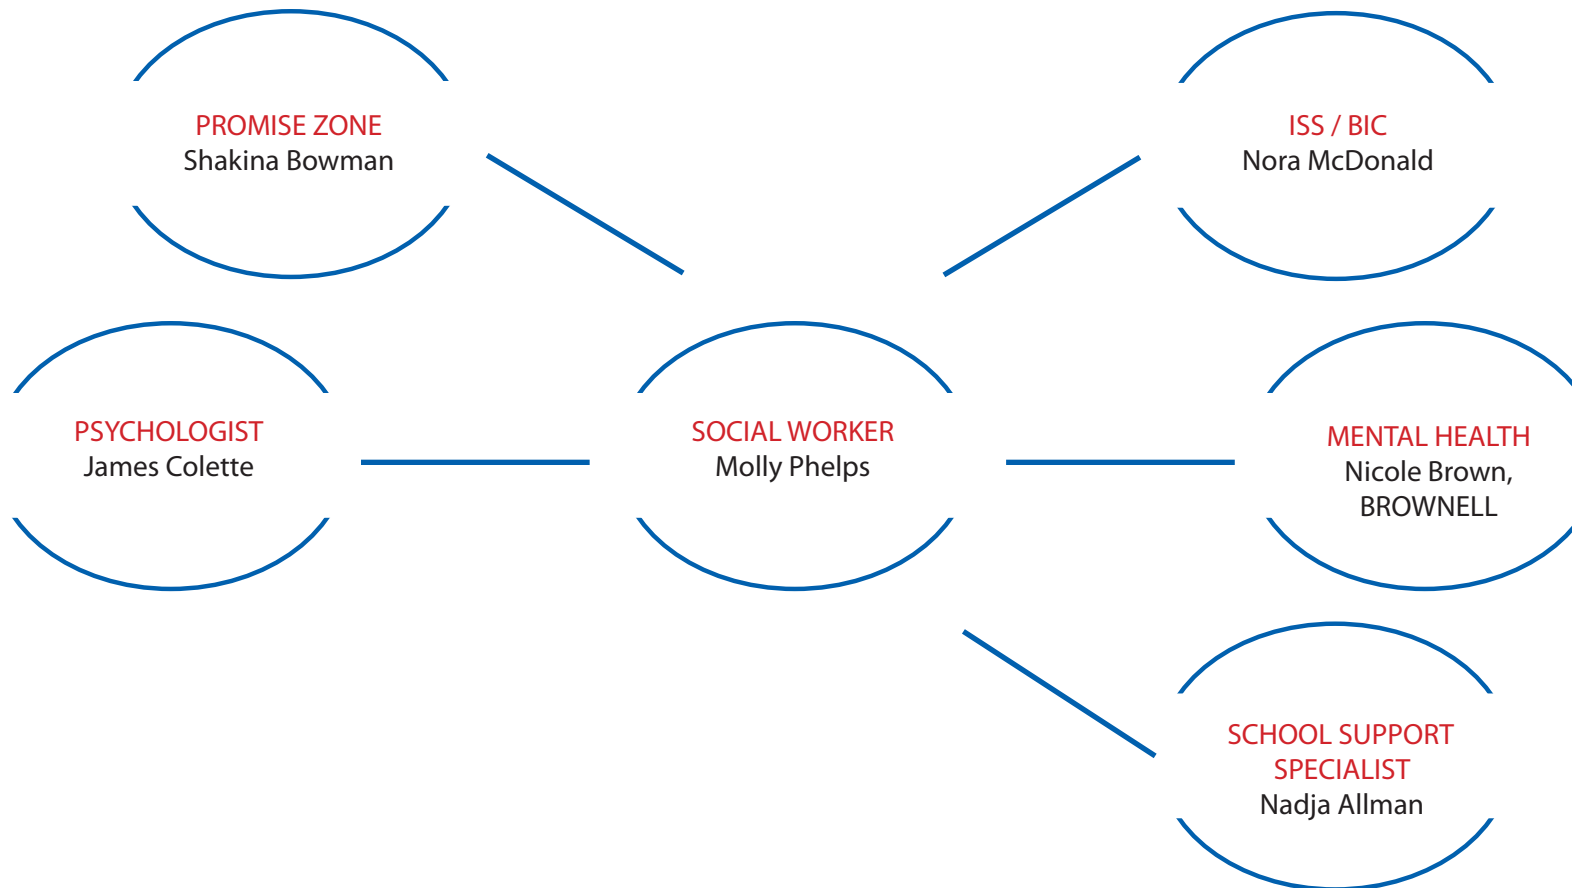 PROMISE ZONE
Shakina Bowman
ISS / BIC
Nora McDonald
PSYCHOLOGIST
James Colette
SOCIAL WORKER
Molly Phelps
MENTAL HEALTH
Nicole Brown,
BROWNELL
SCHOOL SUPPORT
SPECIALIST
Nadja Allman